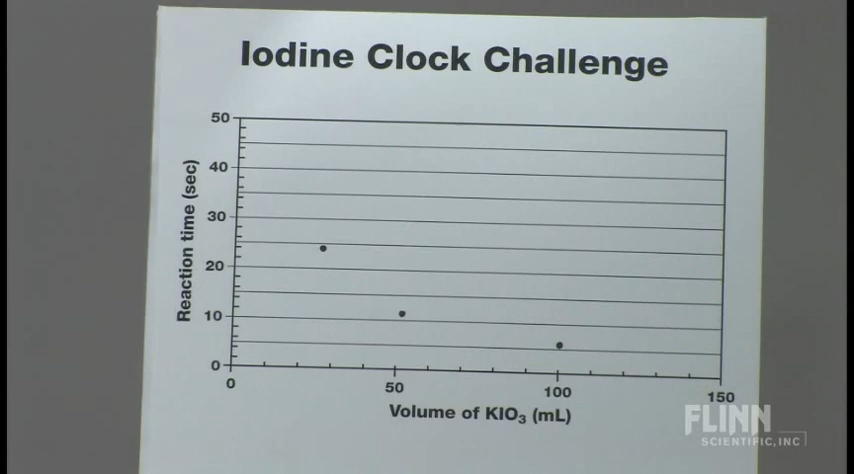 Iodine Clock Challenge
50
40
30
20
10
0
Reaction time (sec)
0
50
100
150
Volume of KIO₃ (mL)
FLINN
SCIENTIFIC, INC